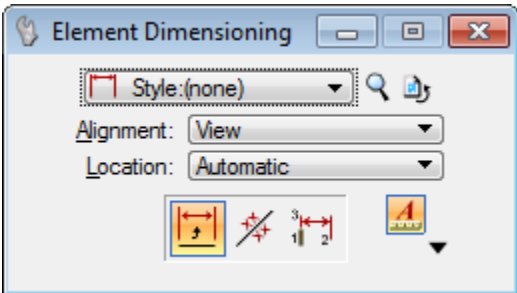 Element Dimensioning
Style:(none)
Alignment: View
Location: Automatic
3
1 2
A